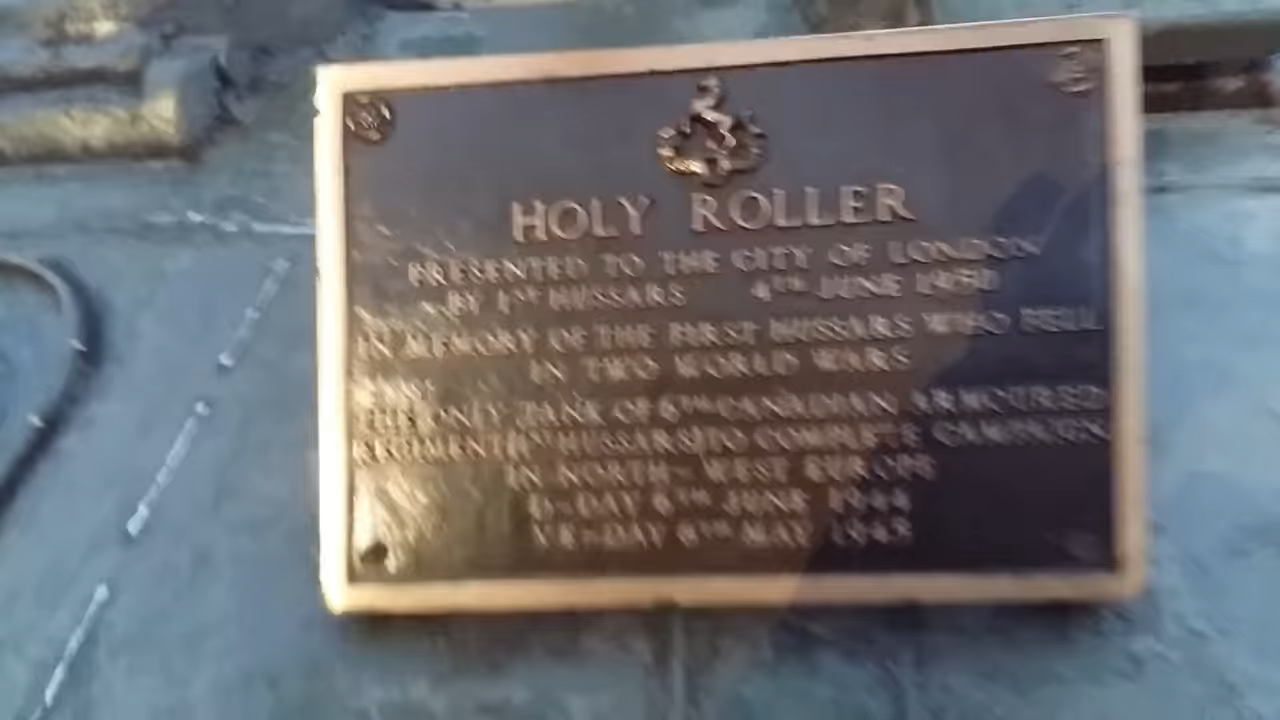 HOLY ROLLER
PRESENTED TO THE CITY OF LONDON
BY 1ST HUSSARS 4TH JUNE 1950
IN MEMORY OF THE FIRST HUSSARS WHO FELL
IN TWO WORLD WARS
THE ONLY TANK OF 6TH CANADIAN ARMOURED
REGIMENT (1ST HUSSARS) TO COMPLETE CAMPAIGN
IN NORTH-WEST EUROPE
D-DAY 6TH JUNE 1944
VE-DAY 8TH MAY 1945